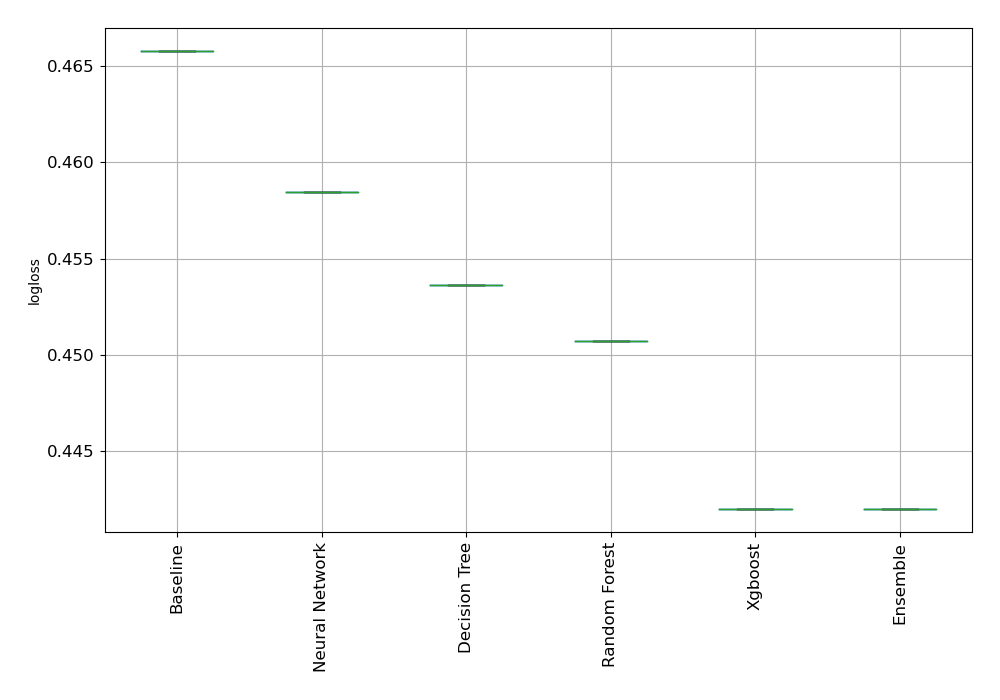 0.465
0.460
0.455
0.450
0.445
logloss
Baseline
Neural Network
Decision Tree
Random Forest
Xgboost
Ensemble